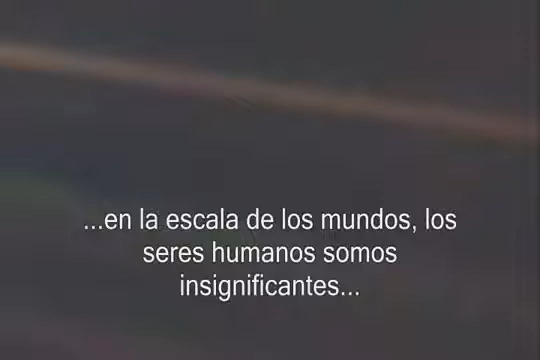 ...en la escala de los mundos, los
seres humanos somos
insignificantes...